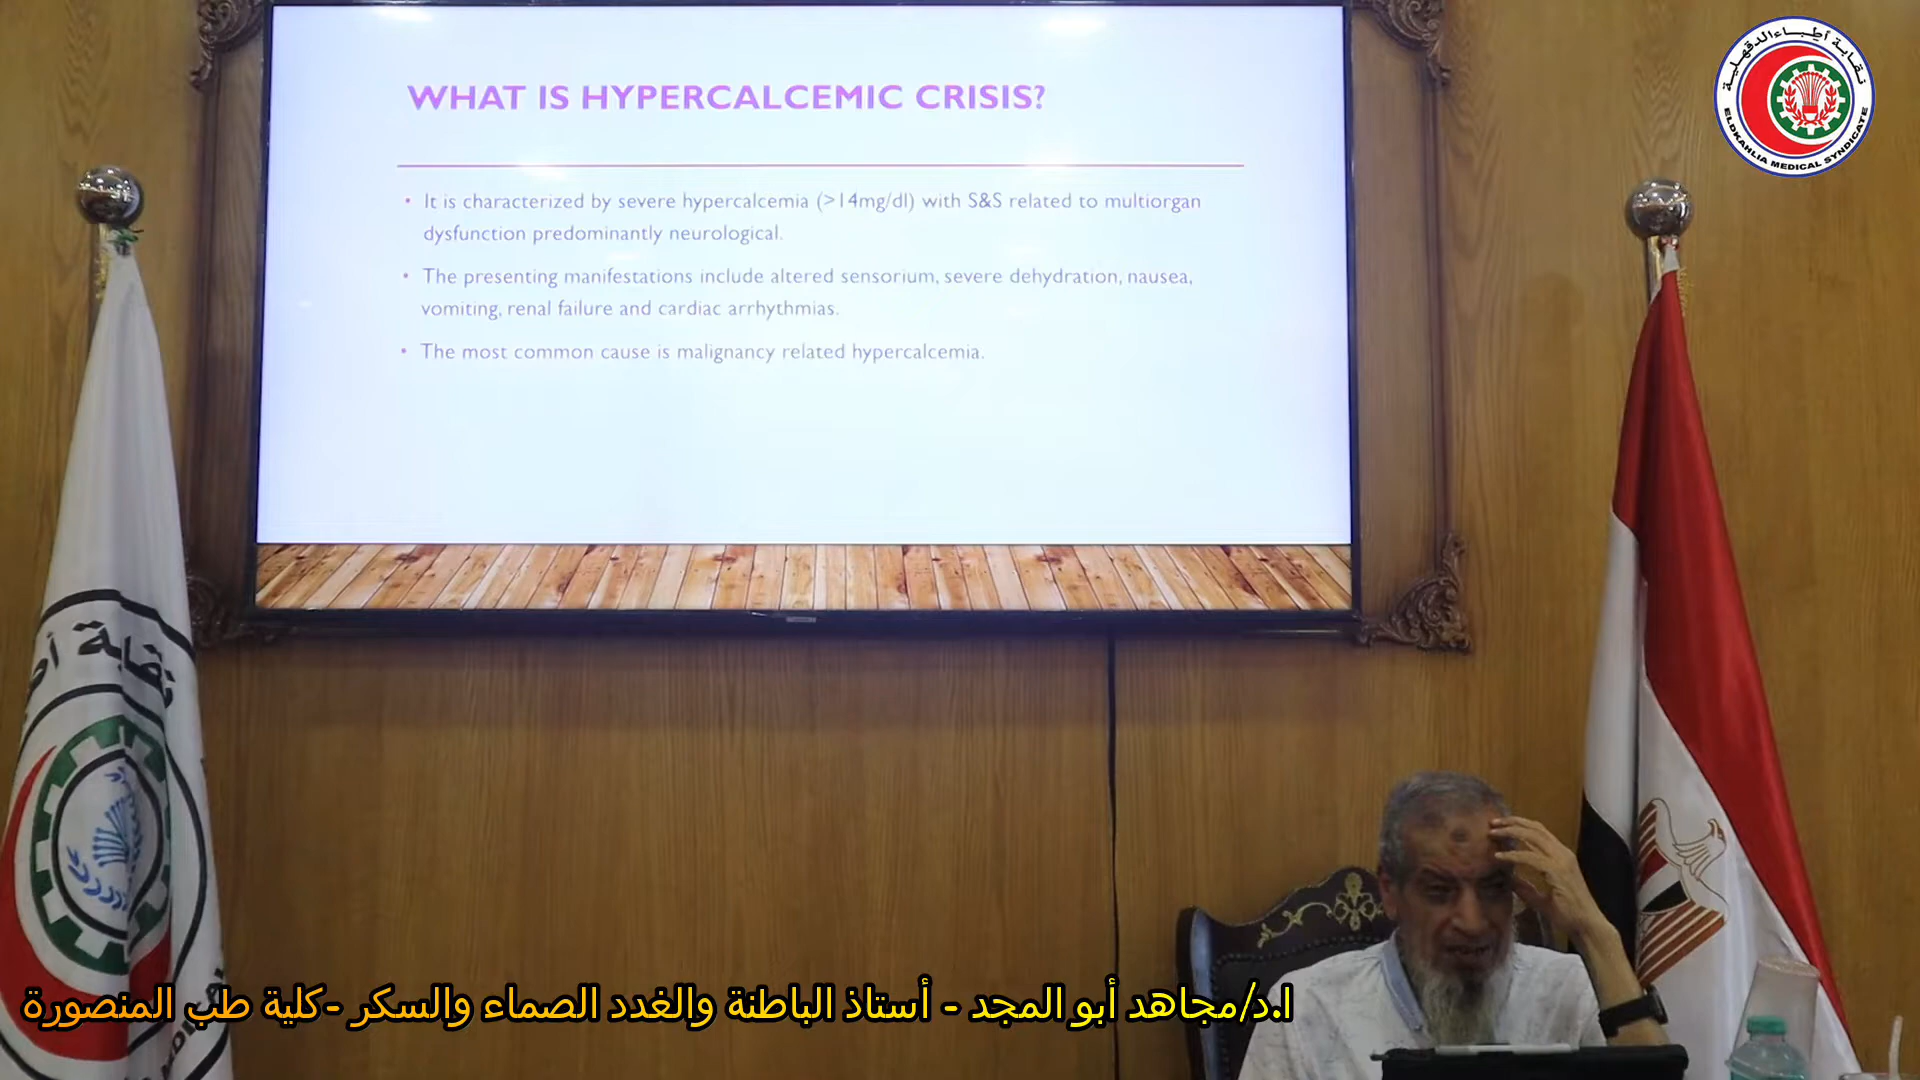 WHAT IS HYPERCALCEMIC CRISIS?
• It is characterized by severe hypercalcemia (>14mg/dl) with S&S related to multiorgan
dysfunction predominantly neurological.
• The presenting manifestations include altered sensorium, severe dehydration, nausea,
vomiting, renal failure and cardiac arrhythmias.
• The most common cause is malignancy related hypercalcemia.
نقابة أطباء الدقهلية
ELDKAHLIA MEDICAL SYNDICATE
نقابة
ا.د/مجاهد أبو المجد - أستاذ الباطنة والغدد الصماء والسكر -كلية طب المنصورة